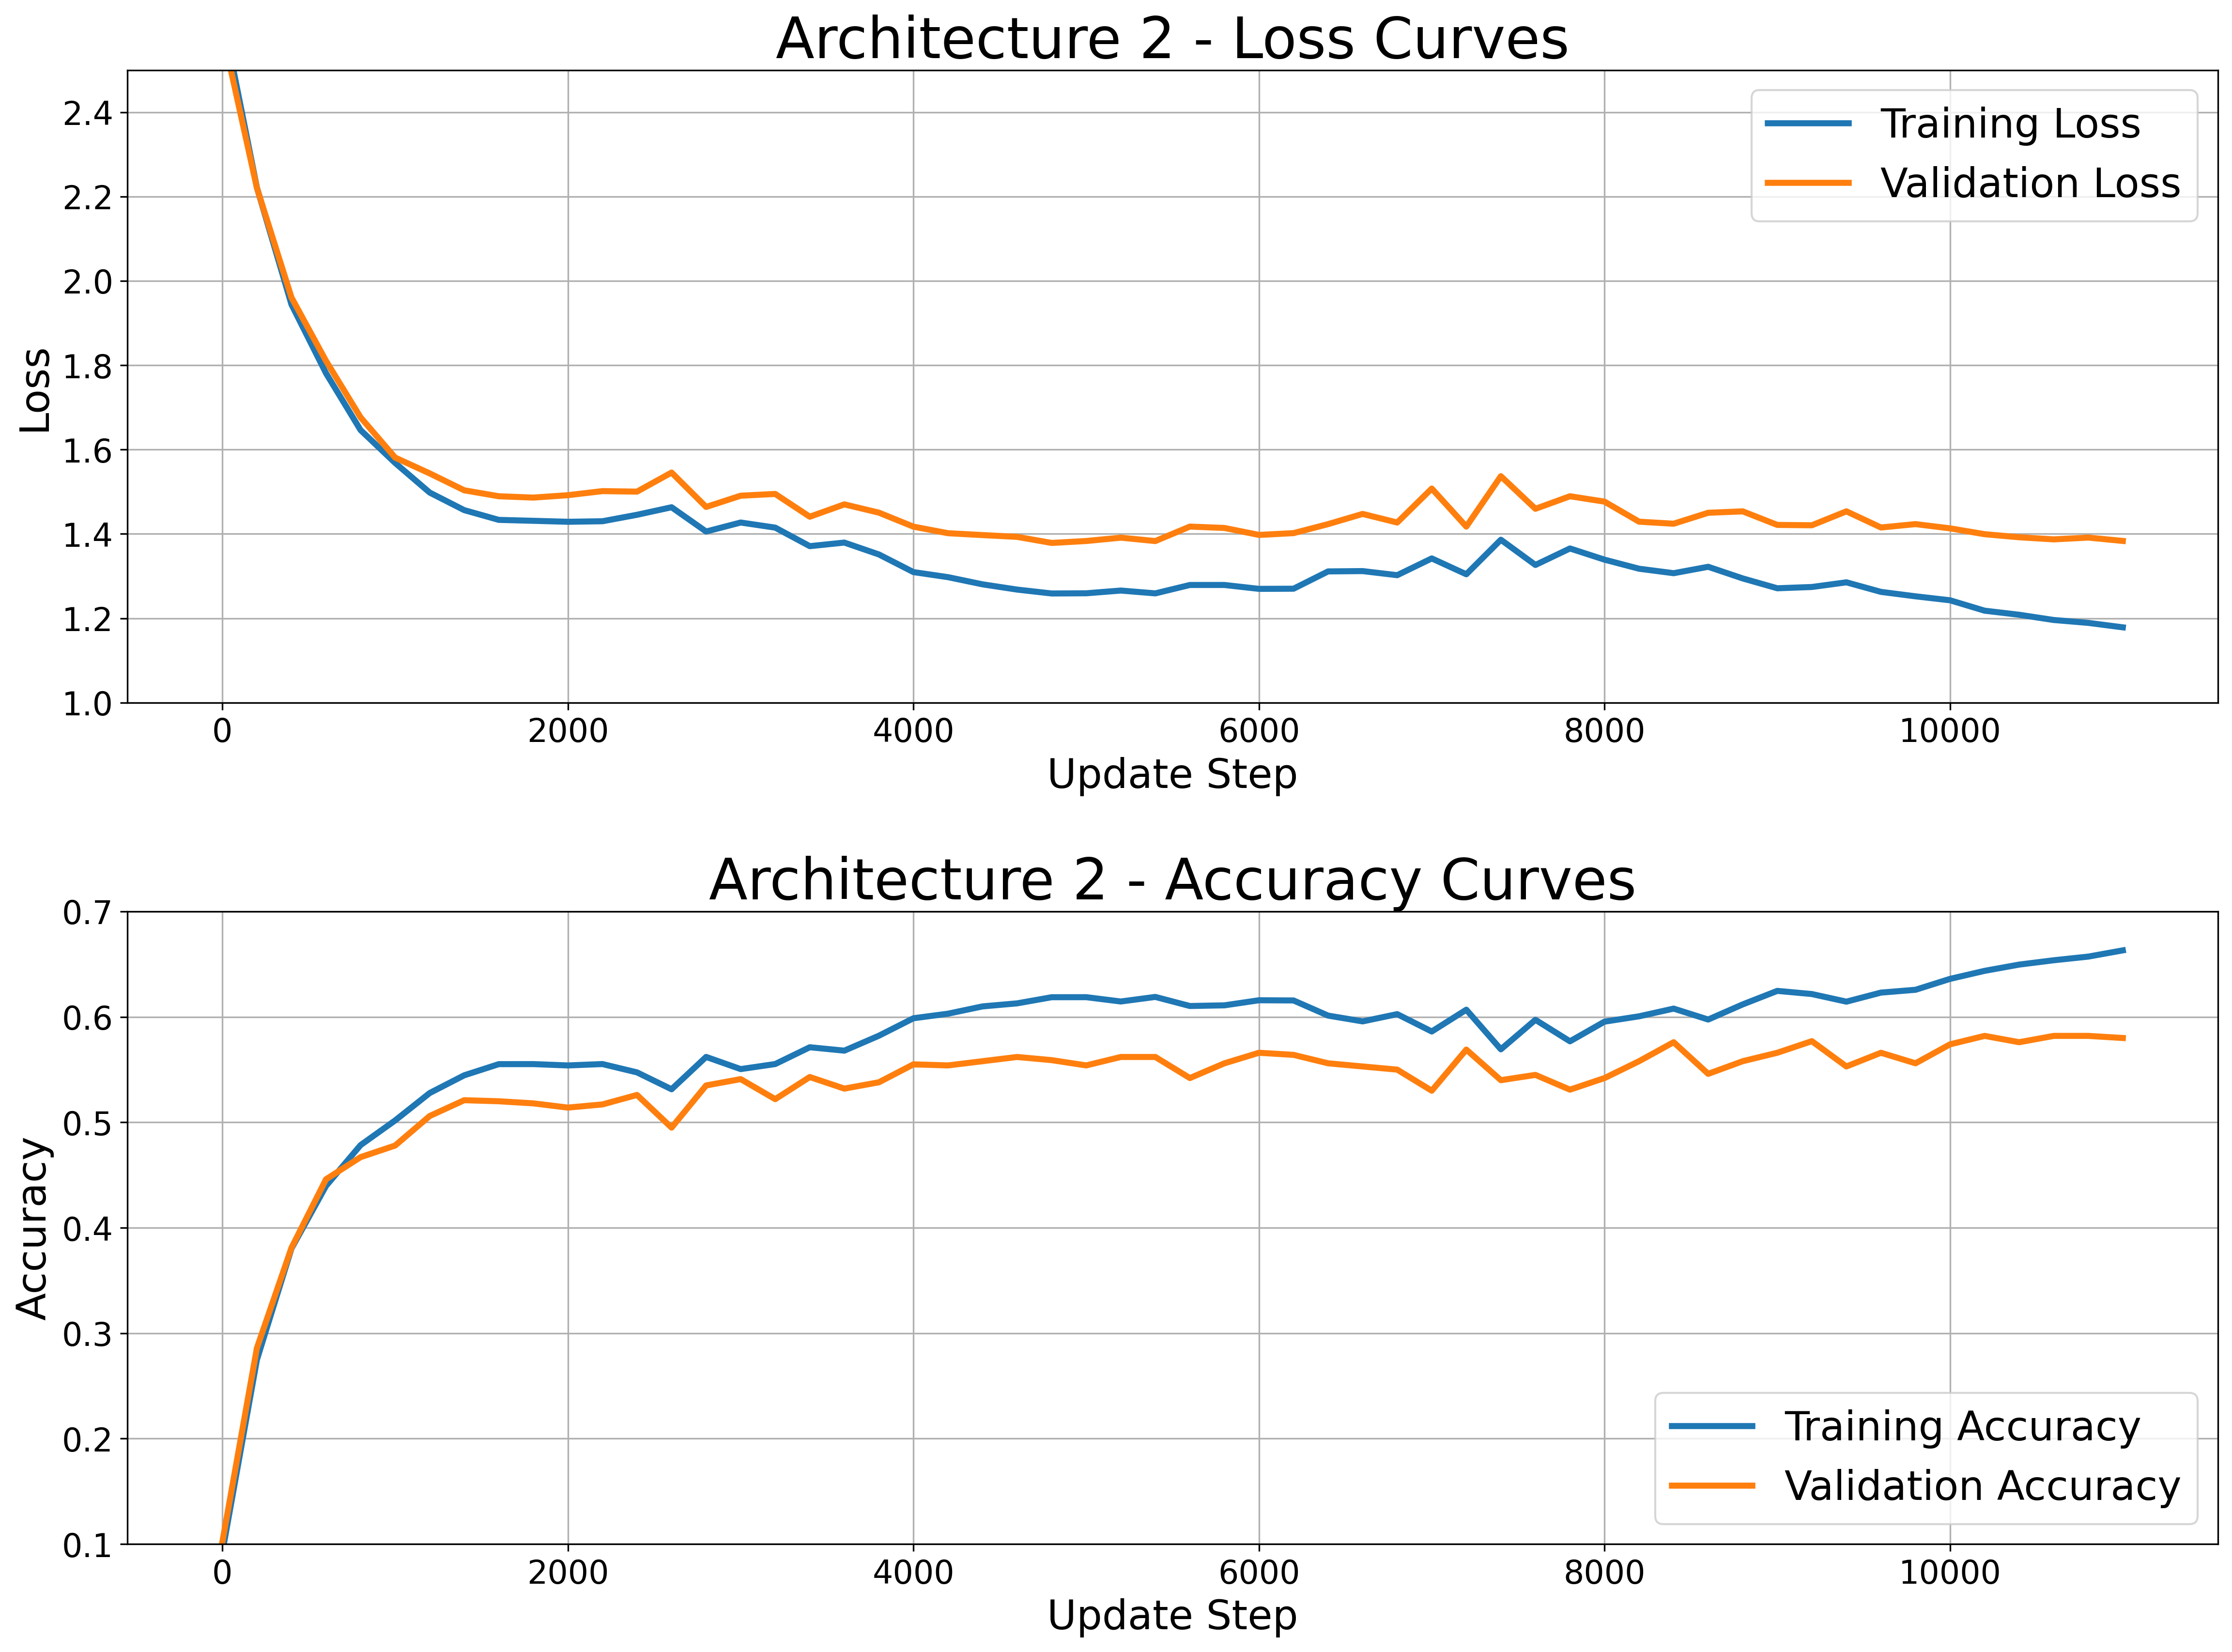 Architecture 2 - Loss Curves
2.4
2.2
2.0
1.8
1.6
1.4
1.2
1.0
Loss
Training Loss
Validation Loss
0 2000 4000 6000 8000 10000
Update Step
Architecture 2 - Accuracy Curves
0.7
0.6
0.5
0.4
0.3
0.2
0.1
Accuracy
Training Accuracy
Validation Accuracy
0 2000 4000 6000 8000 10000
Update Step